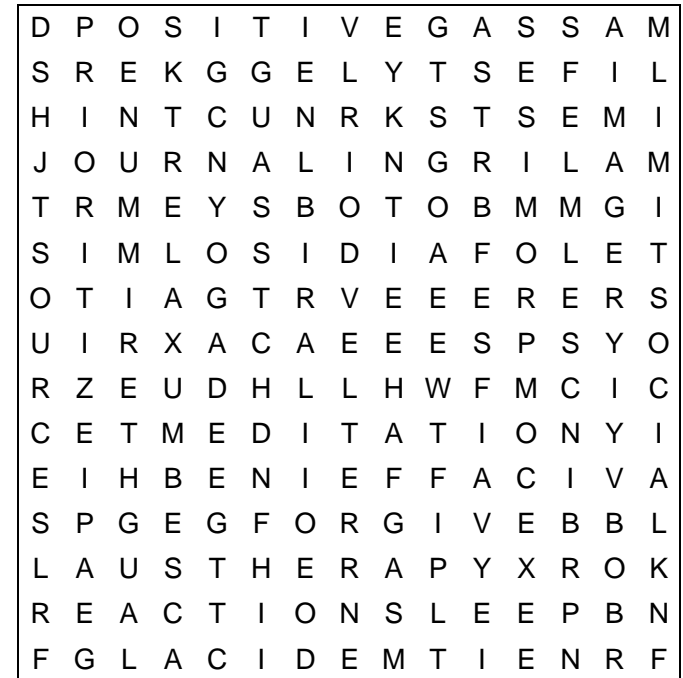 D P O S I T I V E G A S S A M
S R E K G G E L Y T S E F I L
H I N T C U N R K S T S E M I
J O U R N A L I N G R I L A M
T R M E Y S B O T O B M M G I
S I M L O S I D I A F O L E T
O T I A G T R V E E E R E R S
U I R X A C A E E E S P S Y O
R Z E U D H L L H W F M C I C
C E T M E D I T A T I O N Y I
E I H B E N I E F F A C I V A
S P G E G F O R G I V E B B L
L A U S T H E R A P Y X R O K
R E A C T I O N S L E E P B N
F G L A C I D E M T I E N R F